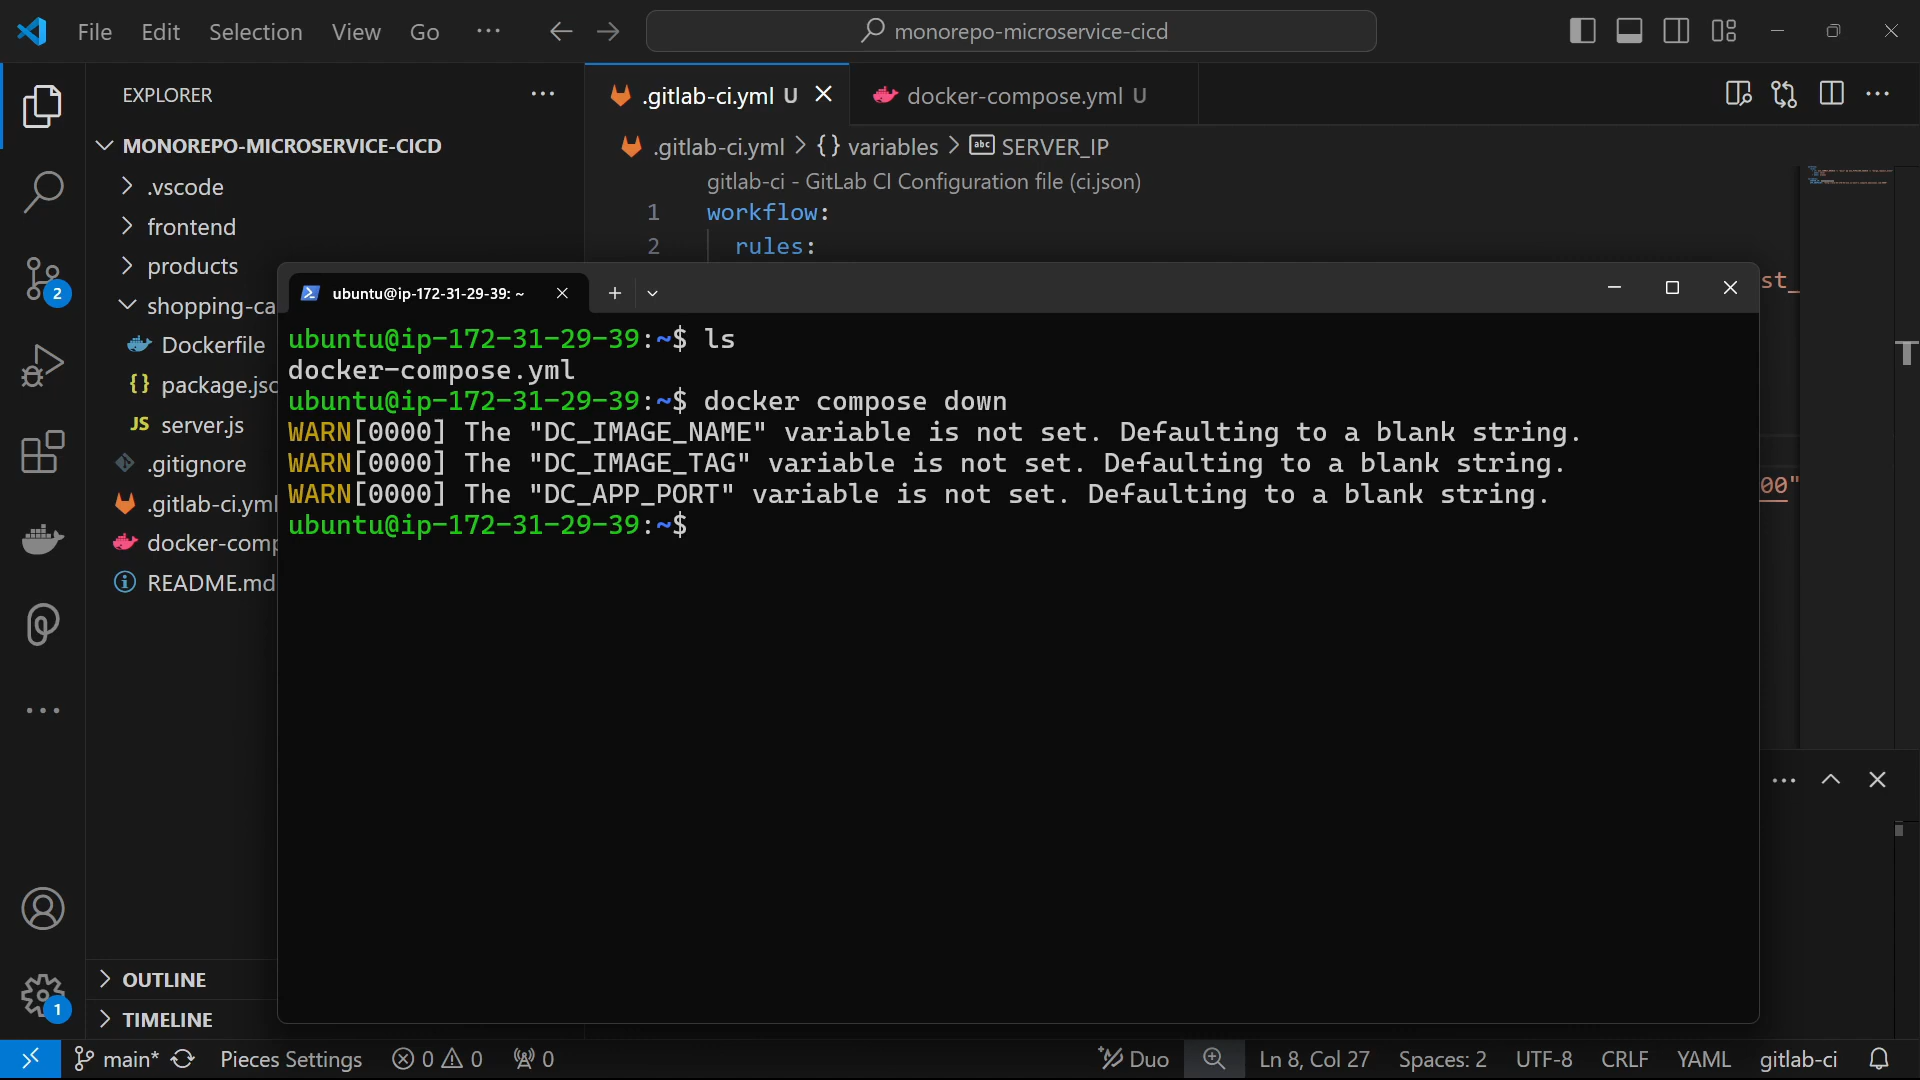 File Edit Selection View Go ··· monorepo-microservice-cicd
EXPLORER
MONOREPO-MICROSERVICE-CICD
.vscode
frontend
products
shopping-ca
Dockerfile
package.jsc
server.js
.gitignore
.gitlab-ci.yml
docker-comp
README.md
OUTLINE
TIMELINE
.gitlab-ci.yml U
docker-compose.yml U
.gitlab-ci.yml > {} variables > abc SERVER_IP
gitlab-ci - GitLab CI Configuration file (ci.json)
1 workflow:
2 rules:
st_
00"
ubuntu@ip-172-31-29-39: ~
ubuntu@ip-172-31-29-39:~$ ls
docker-compose.yml
ubuntu@ip-172-31-29-39:~$ docker compose down
WARN[0000] The "DC_IMAGE_NAME" variable is not set. Defaulting to a blank string.
WARN[0000] The "DC_IMAGE_TAG" variable is not set. Defaulting to a blank string.
WARN[0000] The "DC_APP_PORT" variable is not set. Defaulting to a blank string.
ubuntu@ip-172-31-29-39:~$
2
1
main* Pieces Settings 0 0 0 Duo Ln 8, Col 27 Spaces: 2 UTF-8 CRLF YAML gitlab-ci